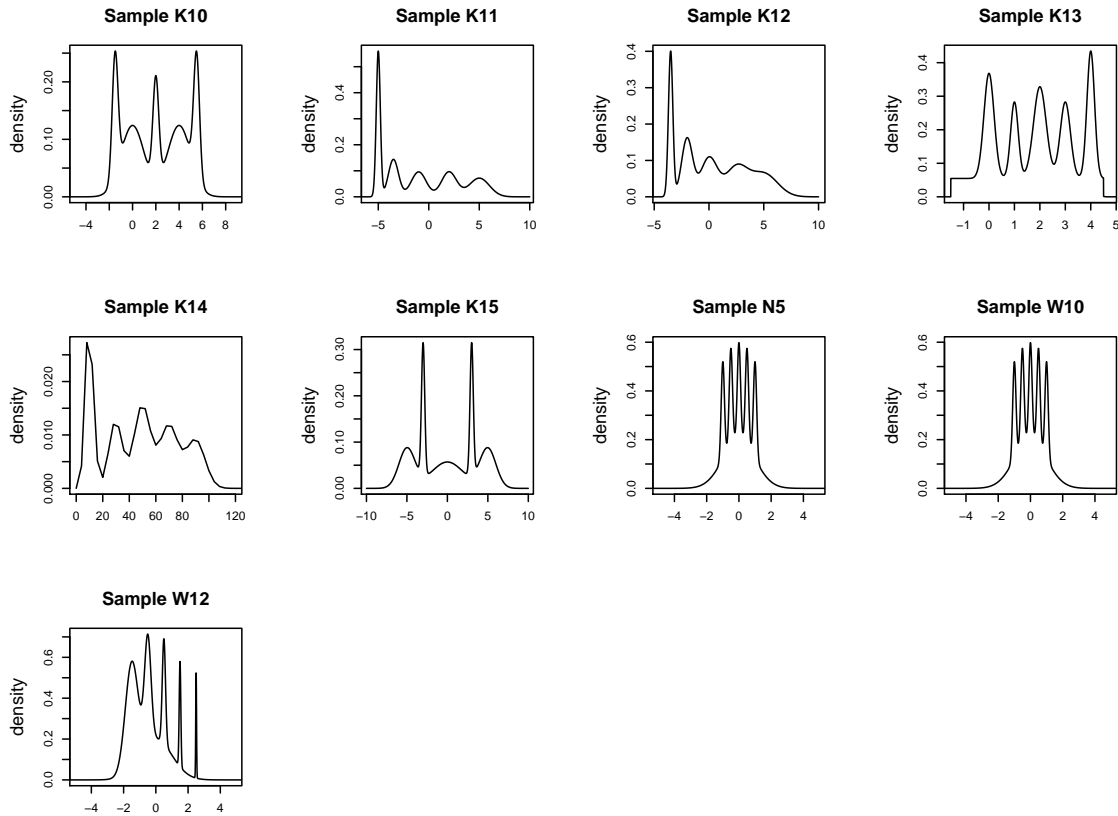 Sample K10
Sample K11
Sample K12
Sample K13
density
0.00 0.10 0.20
−4 0 2 4 6 8
density
0.0 0.2 0.4
−5 0 5 10
density
0.0 0.1 0.2 0.3 0.4
−5 0 5 10
density
0.0 0.1 0.2 0.3 0.4
−1 0 1 2 3 4 5
Sample K14
Sample K15
Sample N5
Sample W10
density
0.000 0.010 0.020
0 20 40 60 80 120
density
0.00 0.10 0.20 0.30
−10 −5 0 5 10
density
0.0 0.2 0.4 0.6
−4 −2 0 2 4
density
0.0 0.2 0.4 0.6
−4 −2 0 2 4
Sample W12
density
0.0 0.2 0.4 0.6
−4 −2 0 2 4